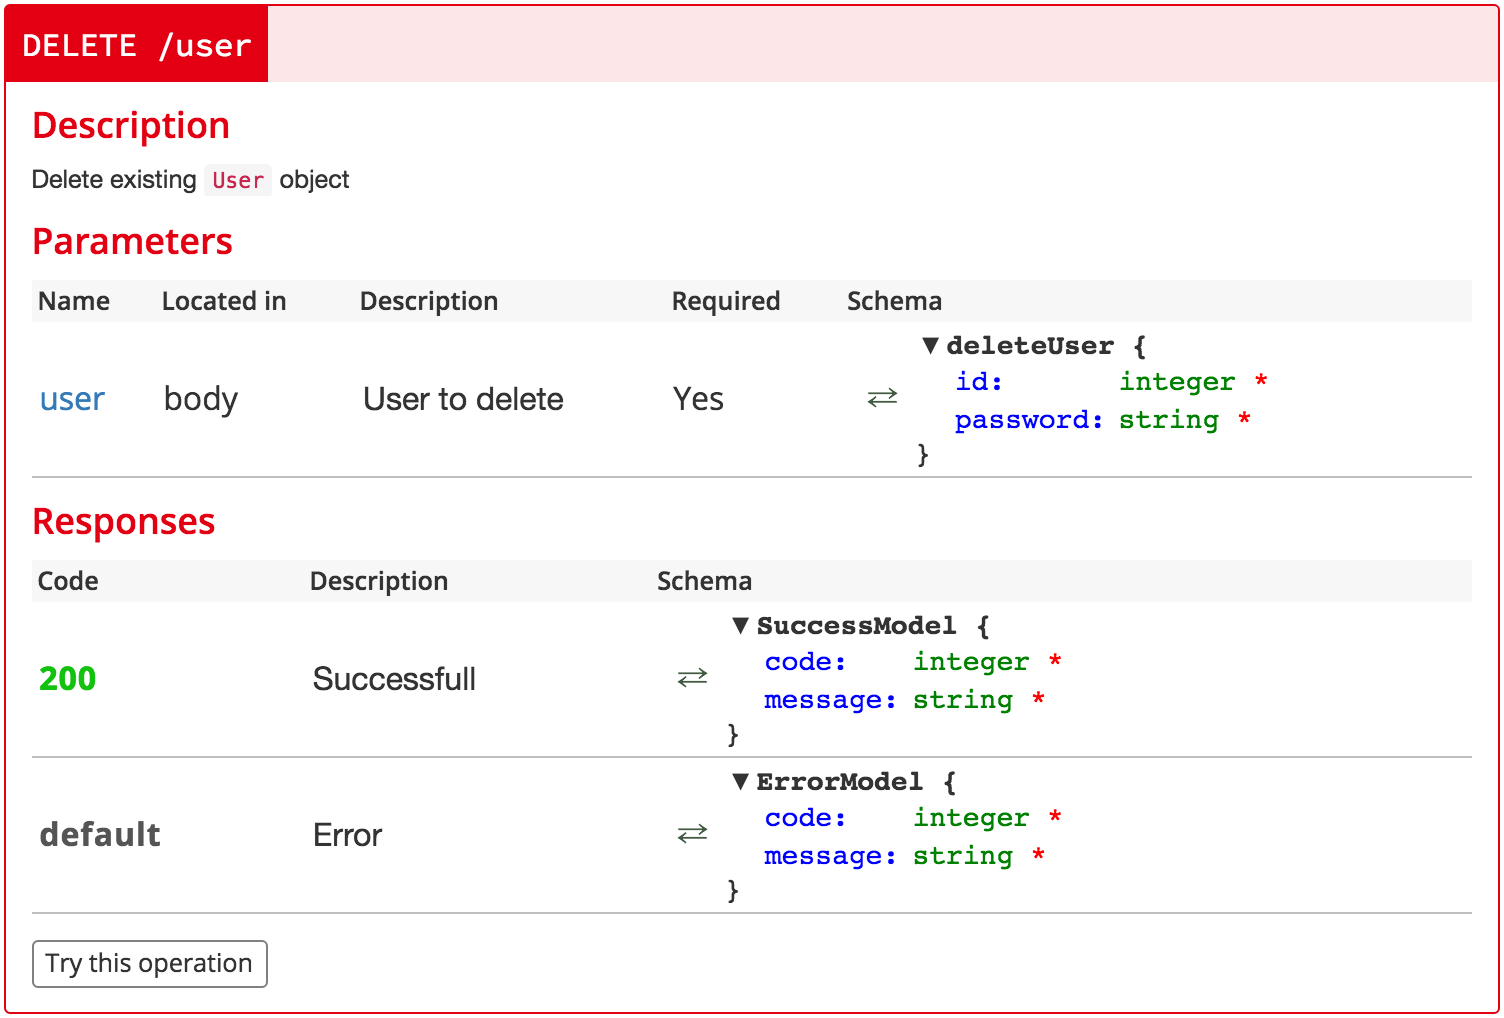 DELETE /user
Description
Delete existing User object
Parameters
Name Located in Description Required Schema
user body User to delete Yes ⇄ ▼ deleteUser {
id: integer *
password: string *
}
Responses
Code Description Schema
200 Successfull ⇄ ▼ SuccessModel {
code: integer *
message: string *
}
default Error ⇄ ▼ ErrorModel {
code: integer *
message: string *
}
Try this operation